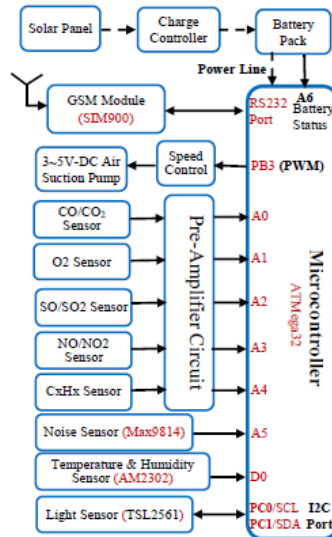 Solar Panel
Charge
Controller
Battery
Pack
Power Line
GSM Module
(SIM900)
RS232
Port
A6
Battery
Status
3~5V-DC Air
Suction Pump
Speed
Control
PB3 (PWM)
CO/CO2
Sensor
A0
O2 Sensor
A1
SO/SO2 Sensor
A2
NO/NO2
Sensor
A3
CxHx Sensor
A4
Pre-Amplifier Circuit
Microcontroller
ATMega32
Noise Sensor (Max9814)
A5
Temperature & Humidity
Sensor (AM2302)
D0
Light Sensor (TSL2561)
PC0/SCL I2C
PC1/SDA Port